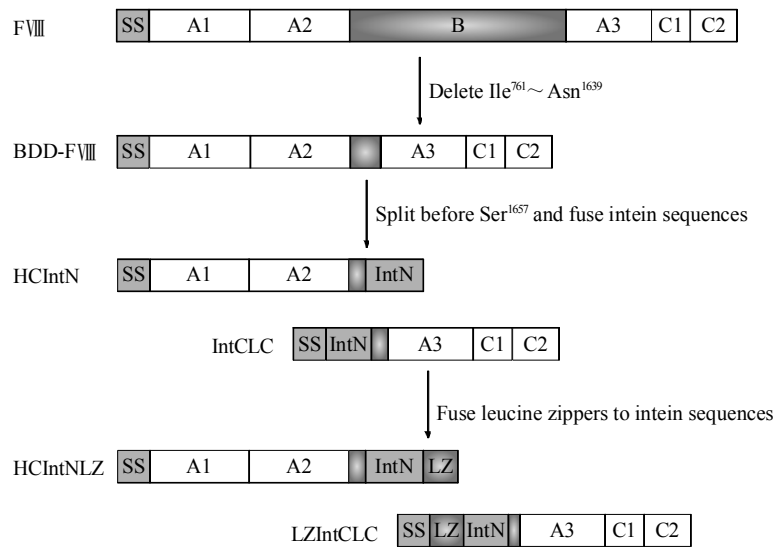 FⅧ SS A1 A2 B A3 C1 C2
Delete Ile⁷⁶¹~ Asn¹⁶³⁹
BDD-FⅧ SS A1 A2 A3 C1 C2
Split before Ser¹⁶⁵⁷ and fuse intein sequences
HCIntN SS A1 A2 IntN
IntCLC SS IntN A3 C1 C2
Fuse leucine zippers to intein sequences
HCIntNLZ SS A1 A2 IntN LZ
LZIntCLC SS LZ IntN A3 C1 C2